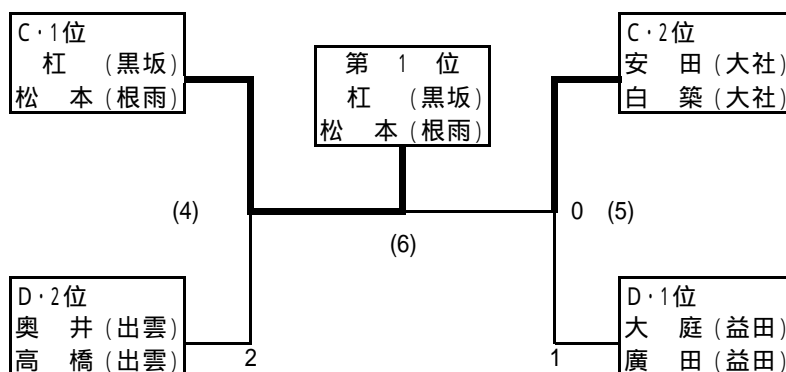 C・1位
杠 (黒坂)
松 本 (根雨)
第 1 位
杠 (黒坂)
松 本 (根雨)
C・2位
安 田 (大社)
白 築 (大社)
(4)
0 (5)
(6)
D・2位
奥 井 (出雲)
高 橋 (出雲)
2
1
D・1位
大 庭 (益田)
廣 田 (益田)